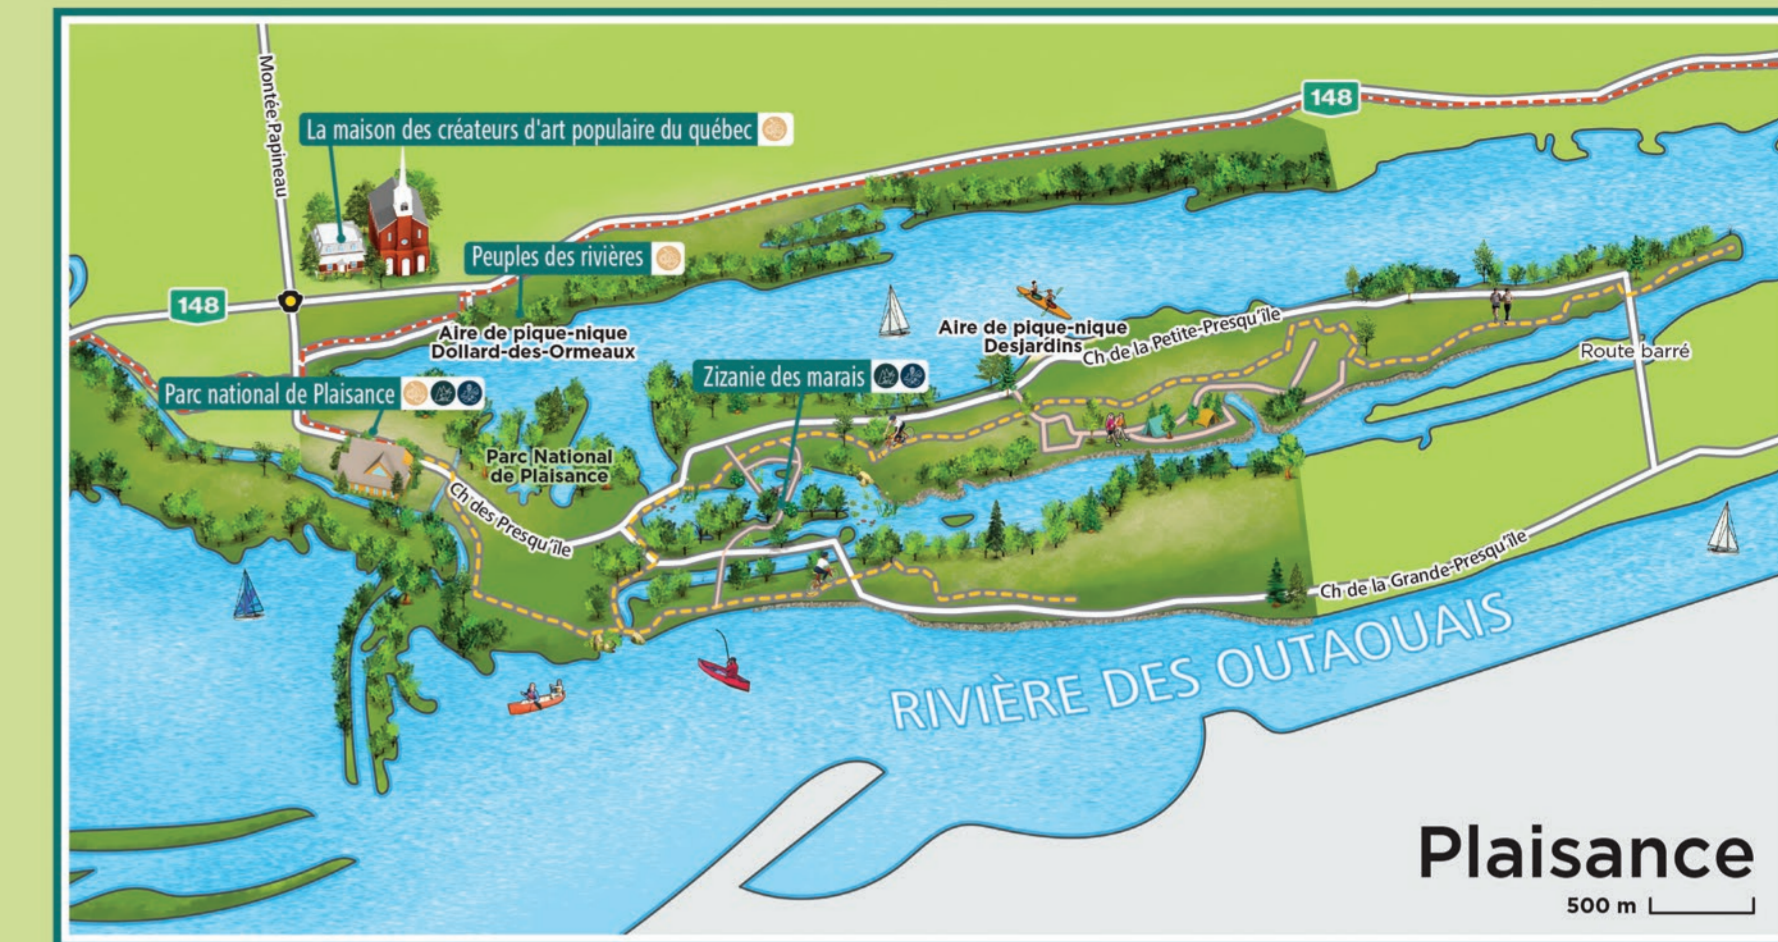 Montée Papineau
148
La maison des créateurs d'art populaire du québec
Peuples des rivières
148
Aire de pique-nique
Dollard-des-Ormeaux
Aire de pique-nique
Desjardins
Ch de la Petite-Presqu'île
Route barré
Zizanie des marais
Parc national de Plaisance
Parc National
de Plaisance
Ch des Presqu'île
Ch de la Grande-Presqu'île
RIVIÈRE DES OUTAOUAIS
Plaisance
500 m